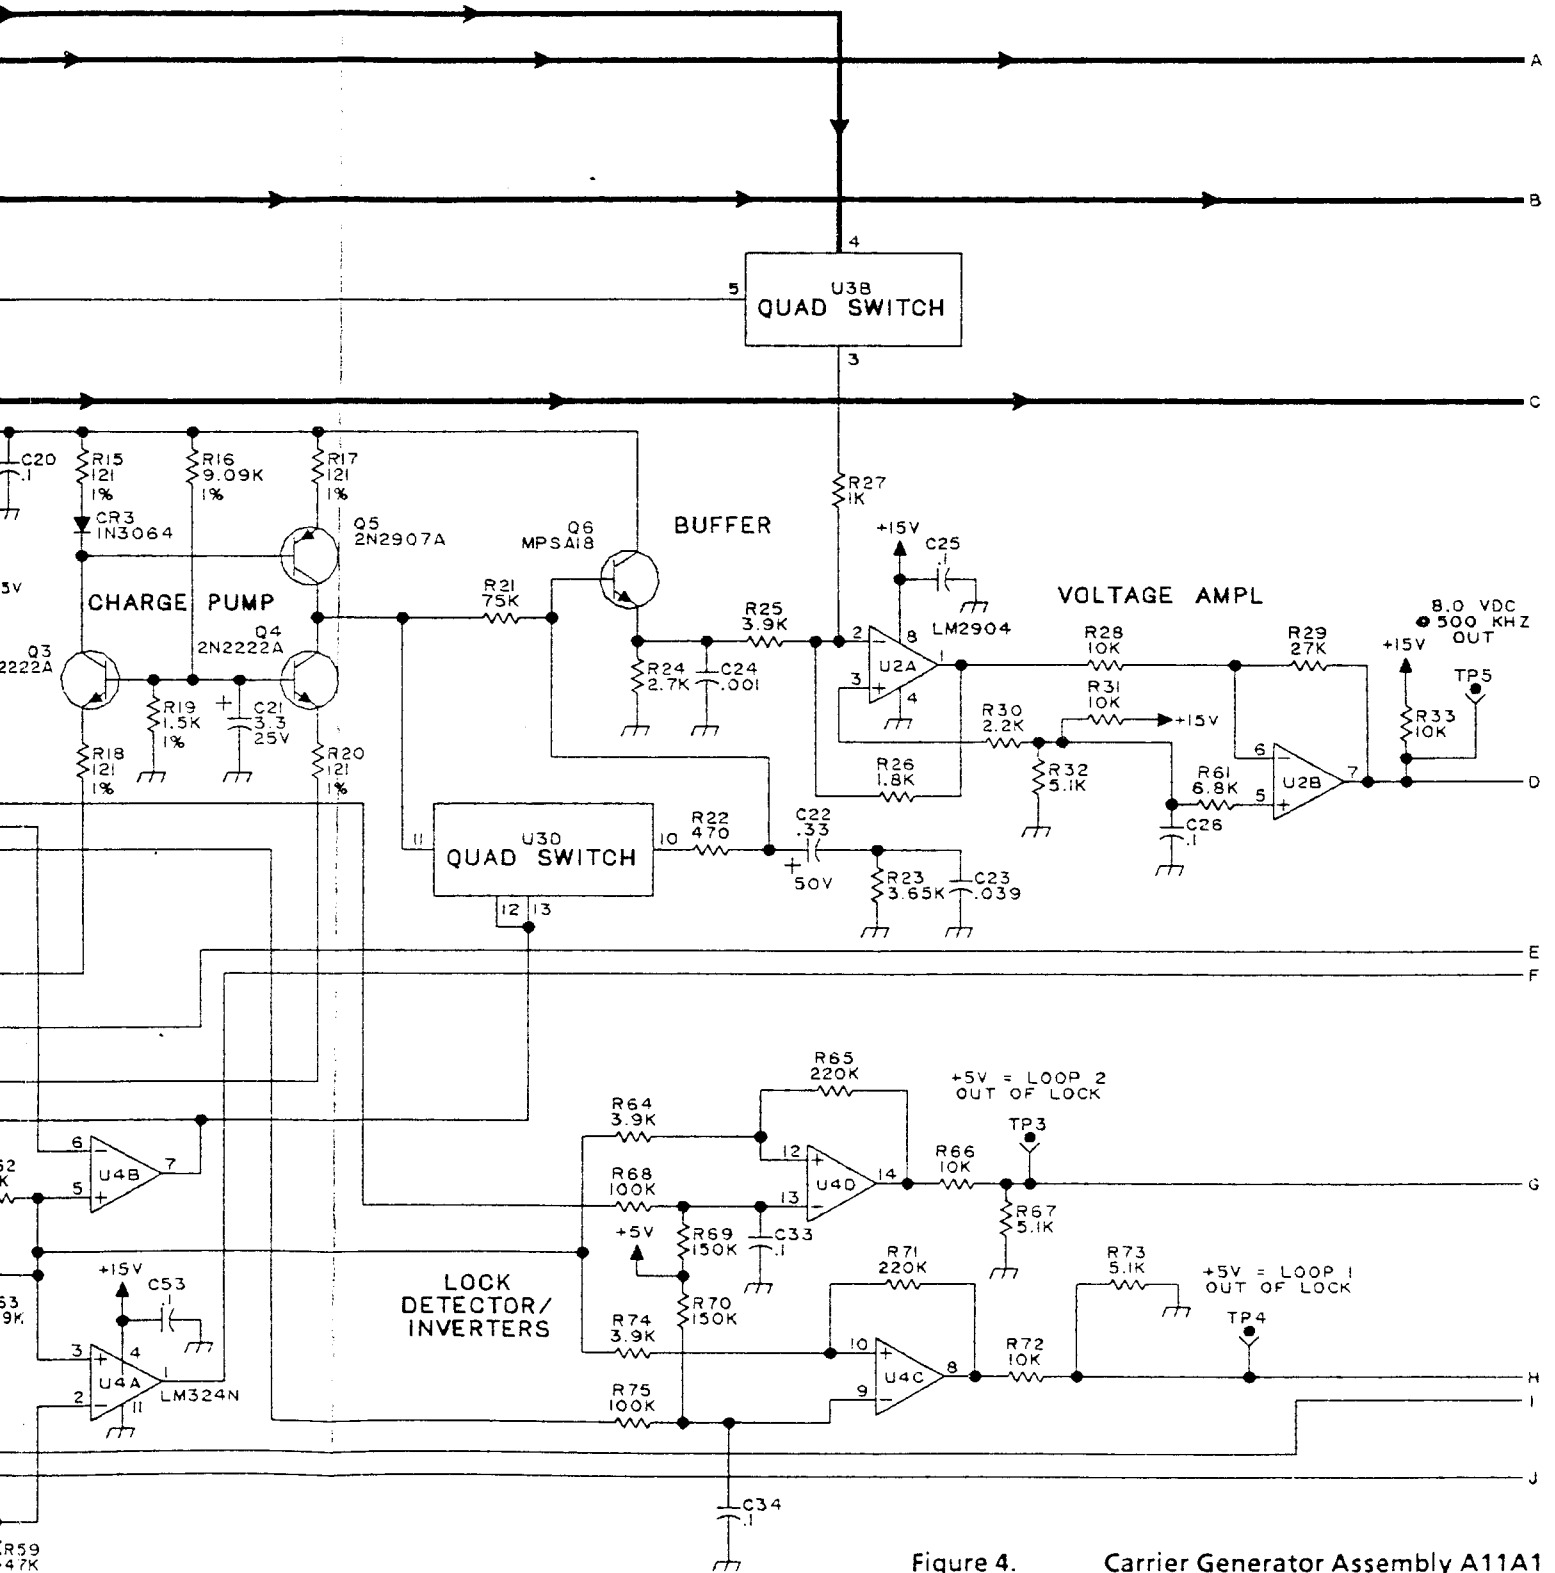 A
B
4
5
U3B
QUAD SWITCH
3
C
C20
.1
R15
121
1%
R16
9.09K
1%
R17
121
1%
R27
1K
CR3
1N3064
Q5
2N2907A
Q6
MPSA18
BUFFER
+15V
C25
.1
CHARGE PUMP
R21
75K
R25
3.9K
VOLTAGE AMPL
8.0 VDC
@ 500 KHZ
OUT
Q3
2222A
Q4
2N2222A
2
8
LM2904
U2A
1
3
+
4
R28
10K
R29
27K
+15V
TP5
R24
2.7K
C24
.001
R31
10K
+15V
R30
2.2K
R33
10K
R19
1.5K
1%
+
C21
3.3
25V
R18
121
1%
R20
121
1%
R26
1.8K
R32
5.1K
R61
6.8K
6
5
+
U2B
7
D
C26
.1
11
U3D
QUAD SWITCH
10
12
13
R22
470
C22
.33
+
50V
R23
3.65K
C23
.039
E
F
R65
220K
+5V = LOOP 2
OUT OF LOCK
TP3
R64
3.9K
12
+
13
U4D
14
R66
10K
G
6
5
+
U4B
7
R68
100K
+5V
R69
150K
C33
.1
R67
5.1K
+15V
C53
.1
LOCK
DETECTOR/
INVERTERS
R70
150K
R71
220K
R73
5.1K
+5V = LOOP 1
OUT OF LOCK
TP4
R74
3.9K
10
+
9
U4C
8
R72
10K
H
3
+
2
4
U4A
1
11
LM324N
R75
100K
I
J
C34
.1
R59
47K
Figure 4. Carrier Generator Assembly A11A1